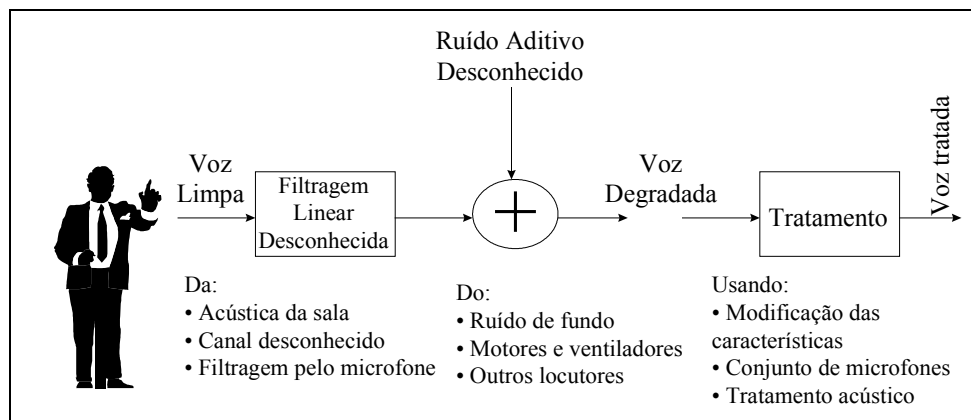 Ruído Aditivo
Desconhecido
Voz
Limpa
Filtragem
Linear
Desconhecida
Voz
Degradada
Tratamento
Voz tratada
Da:
• Acústica da sala
• Canal desconhecido
• Filtragem pelo microfone
Do:
• Ruído de fundo
• Motores e ventiladores
• Outros locutores
Usando:
• Modificação das
características
• Conjunto de microfones
• Tratamento acústico